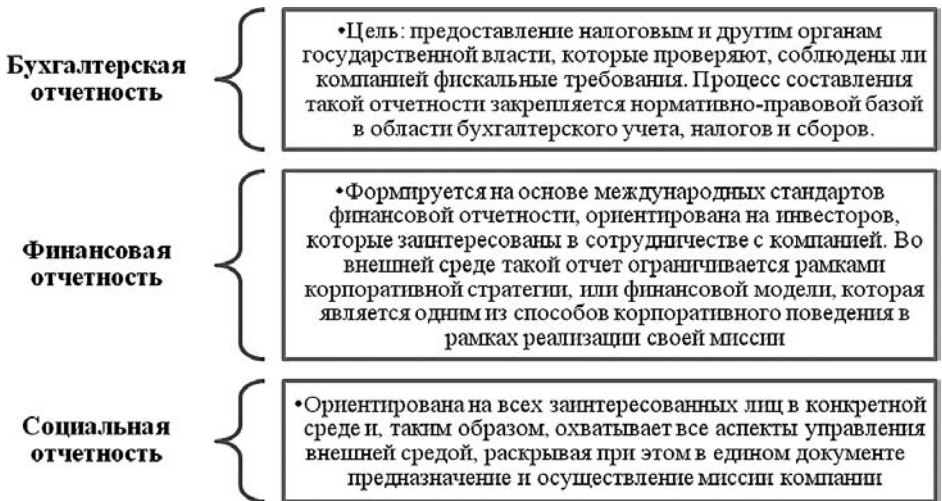 Бухгалтерская
отчетность
•Цель: предоставление налоговым и другим органам
государственной власти, которые проверяют, соблюдены ли
компанией фискальные требования. Процесс составления
такой отчетности закрепляется нормативно-правовой базой
в области бухгалтерского учета, налогов и сборов.
Финансовая
отчетность
•Формируется на основе международных стандартов
финансовой отчетности, ориентирована на инвесторов,
которые заинтересованы в сотрудничестве с компанией. Во
внешней среде такой отчет ограничивается рамками
корпоративной стратегии, или финансовой модели, которая
является одним из способов корпоративного поведения в
рамках реализации своей миссии
Социальная
отчетность
•Ориентирована на всех заинтересованных лиц в конкретной
среде и, таким образом, охватывает все аспекты управления
внешней средой, раскрывая при этом в едином документе
предназначение и осуществление миссии компании